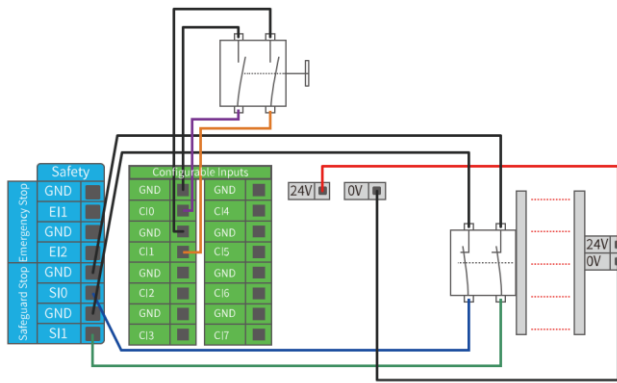 Safety
Emergency Stop
GND
EI1
GND
EI2
Safeguard Stop
GND
SI0
GND
SI1
Configurable Inputs
GND GND
CI0 CI4
GND GND
CI1 CI5
GND GND
CI2 CI6
GND GND
CI3 CI7
24V 0V
24V
0V